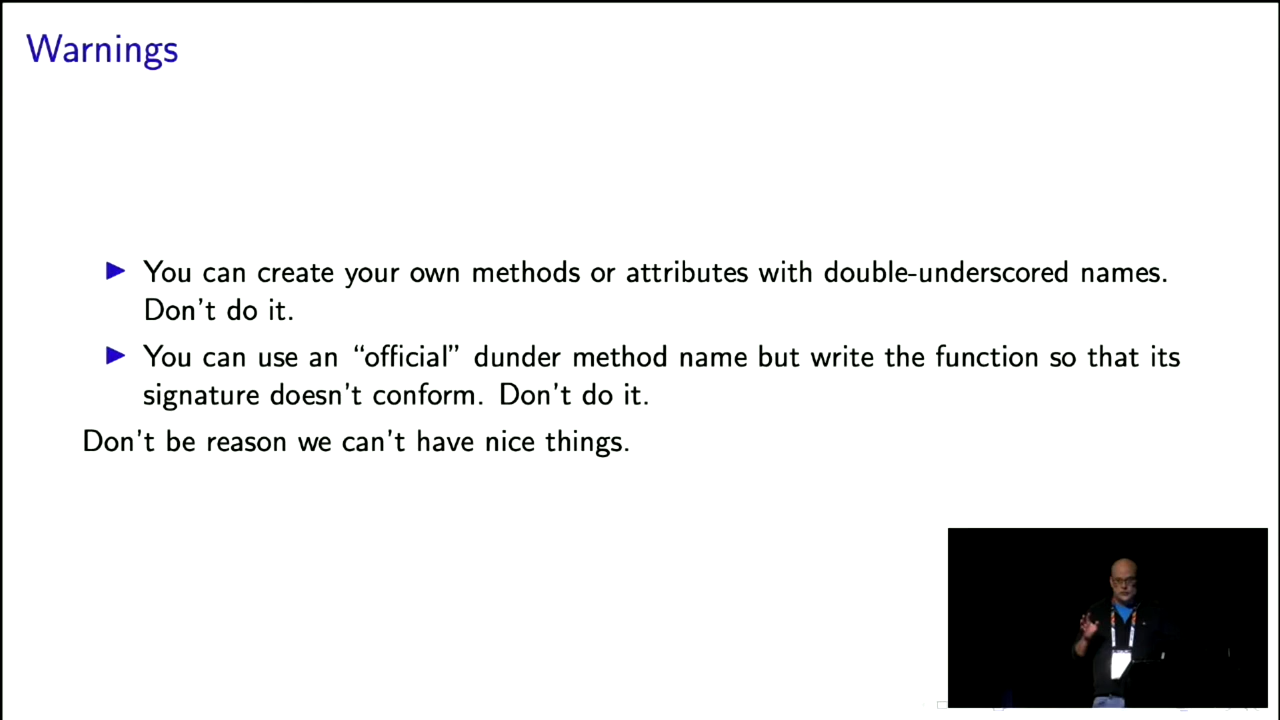 Warnings
You can create your own methods or attributes with double-underscored names.
Don't do it.
You can use an “official” dunder method name but write the function so that its
signature doesn't conform. Don't do it.
Don't be reason we can't have nice things.